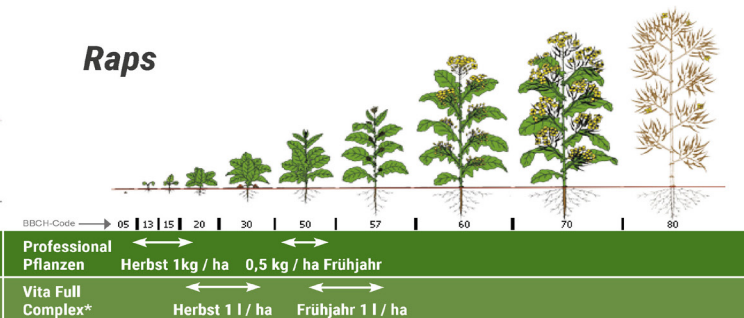 Raps
BBCH-Code 05 13 15 20 30 50 57 60 70 80
Professional
Pflanzen Herbst 1kg / ha 0,5 kg / ha Frühjahr
Vita Full
Complex* Herbst 1 l / ha Frühjahr 1 l / ha